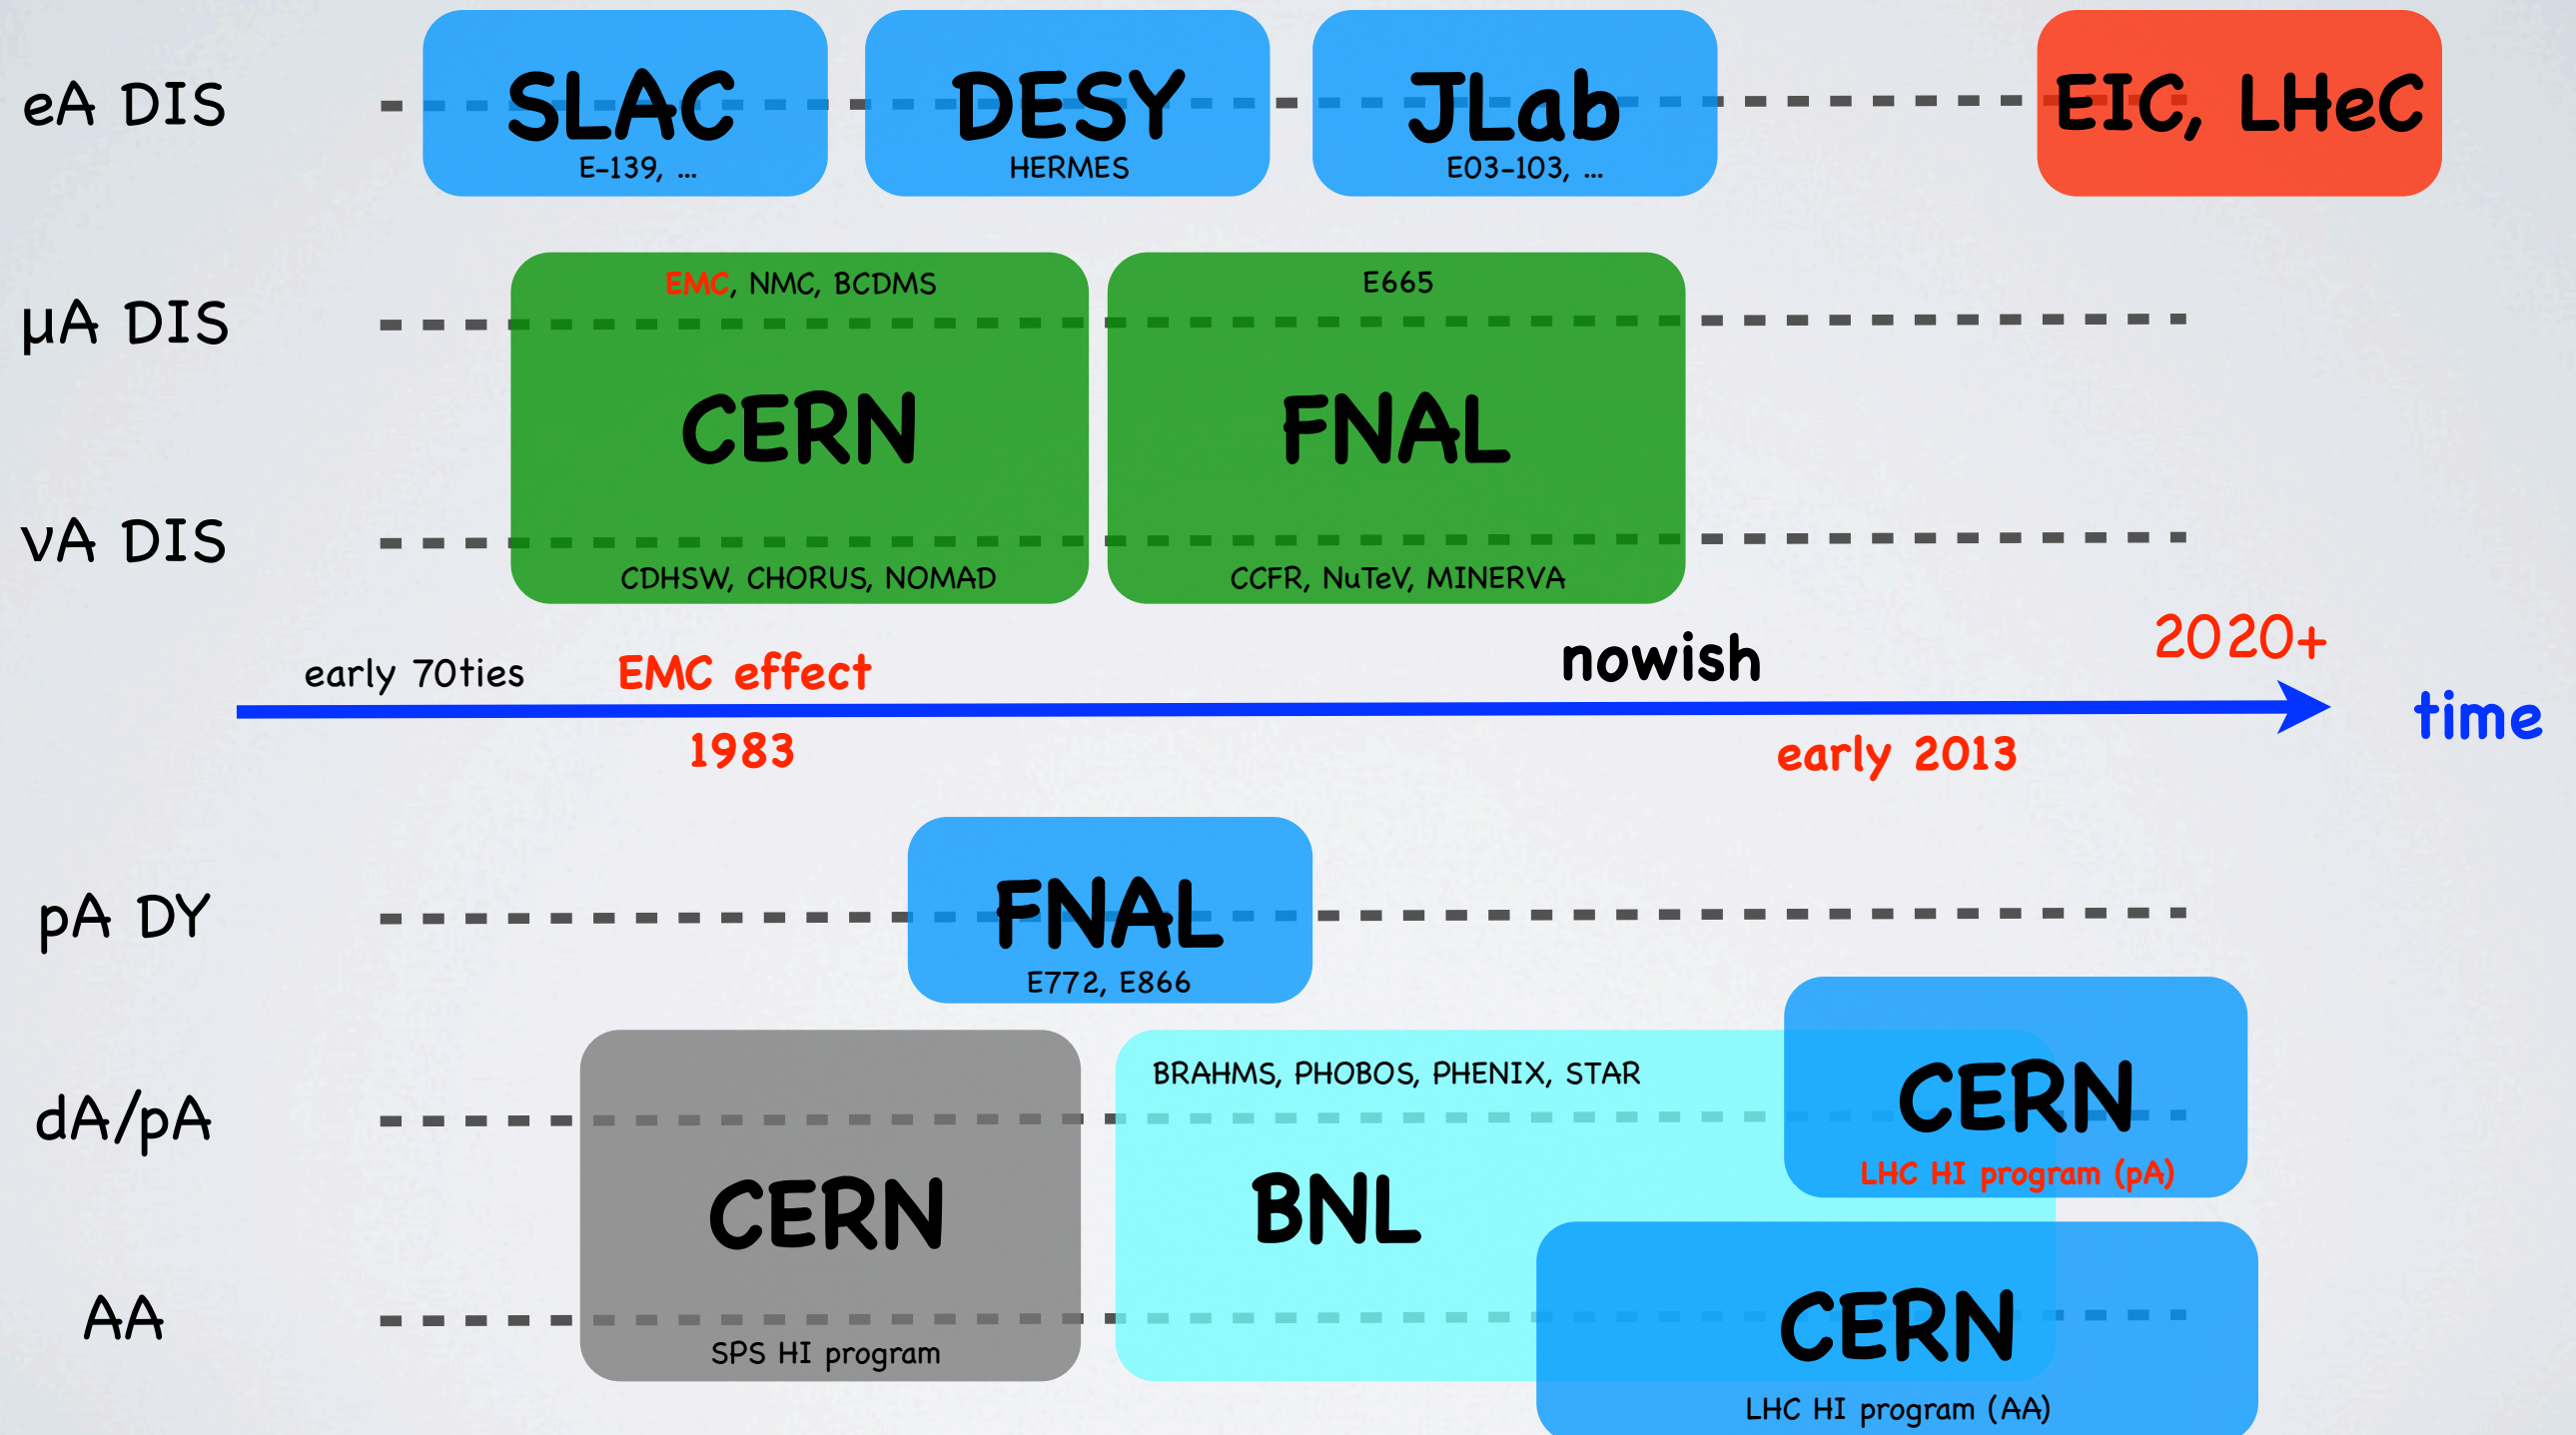 eA DIS
SLAC
E-139, ...
DESY
HERMES
JLab
E03-103, ...
EIC, LHeC
μA DIS
EMC, NMC, BCDMS
E665
CERN
FNAL
νA DIS
CDHSW, CHORUS, NOMAD
CCFR, NuTeV, MINERVA
early 70ties
EMC effect
nowish
2020+
time
1983
early 2013
pA DY
FNAL
E772, E866
dA/pA
BRAHMS, PHOBOS, PHENIX, STAR
CERN
LHC HI program (pA)
CERN
BNL
AA
SPS HI program
CERN
LHC HI program (AA)